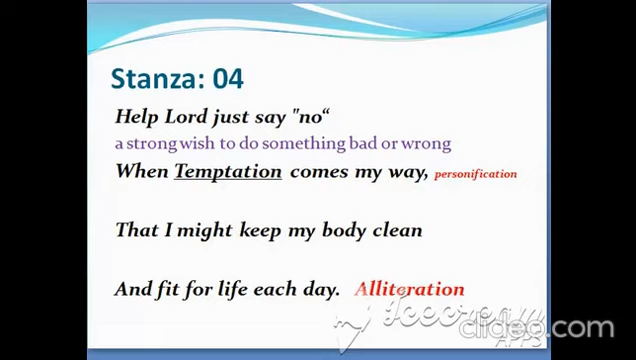 Stanza: 04
Help Lord just say "no“
a strong wish to do something bad or wrong
When Temptation comes my way, personification
That I might keep my body clean
And fit for life each day. Alliteration
clideo.com
APPS